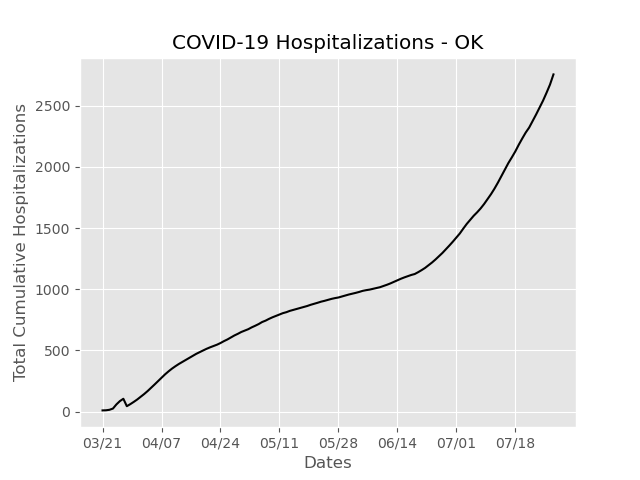 COVID-19 Hospitalizations - OK
Total Cumulative Hospitalizations
2500
2000
1500
1000
500
0
03/21 04/07 04/24 05/11 05/28 06/14 07/01 07/18
Dates